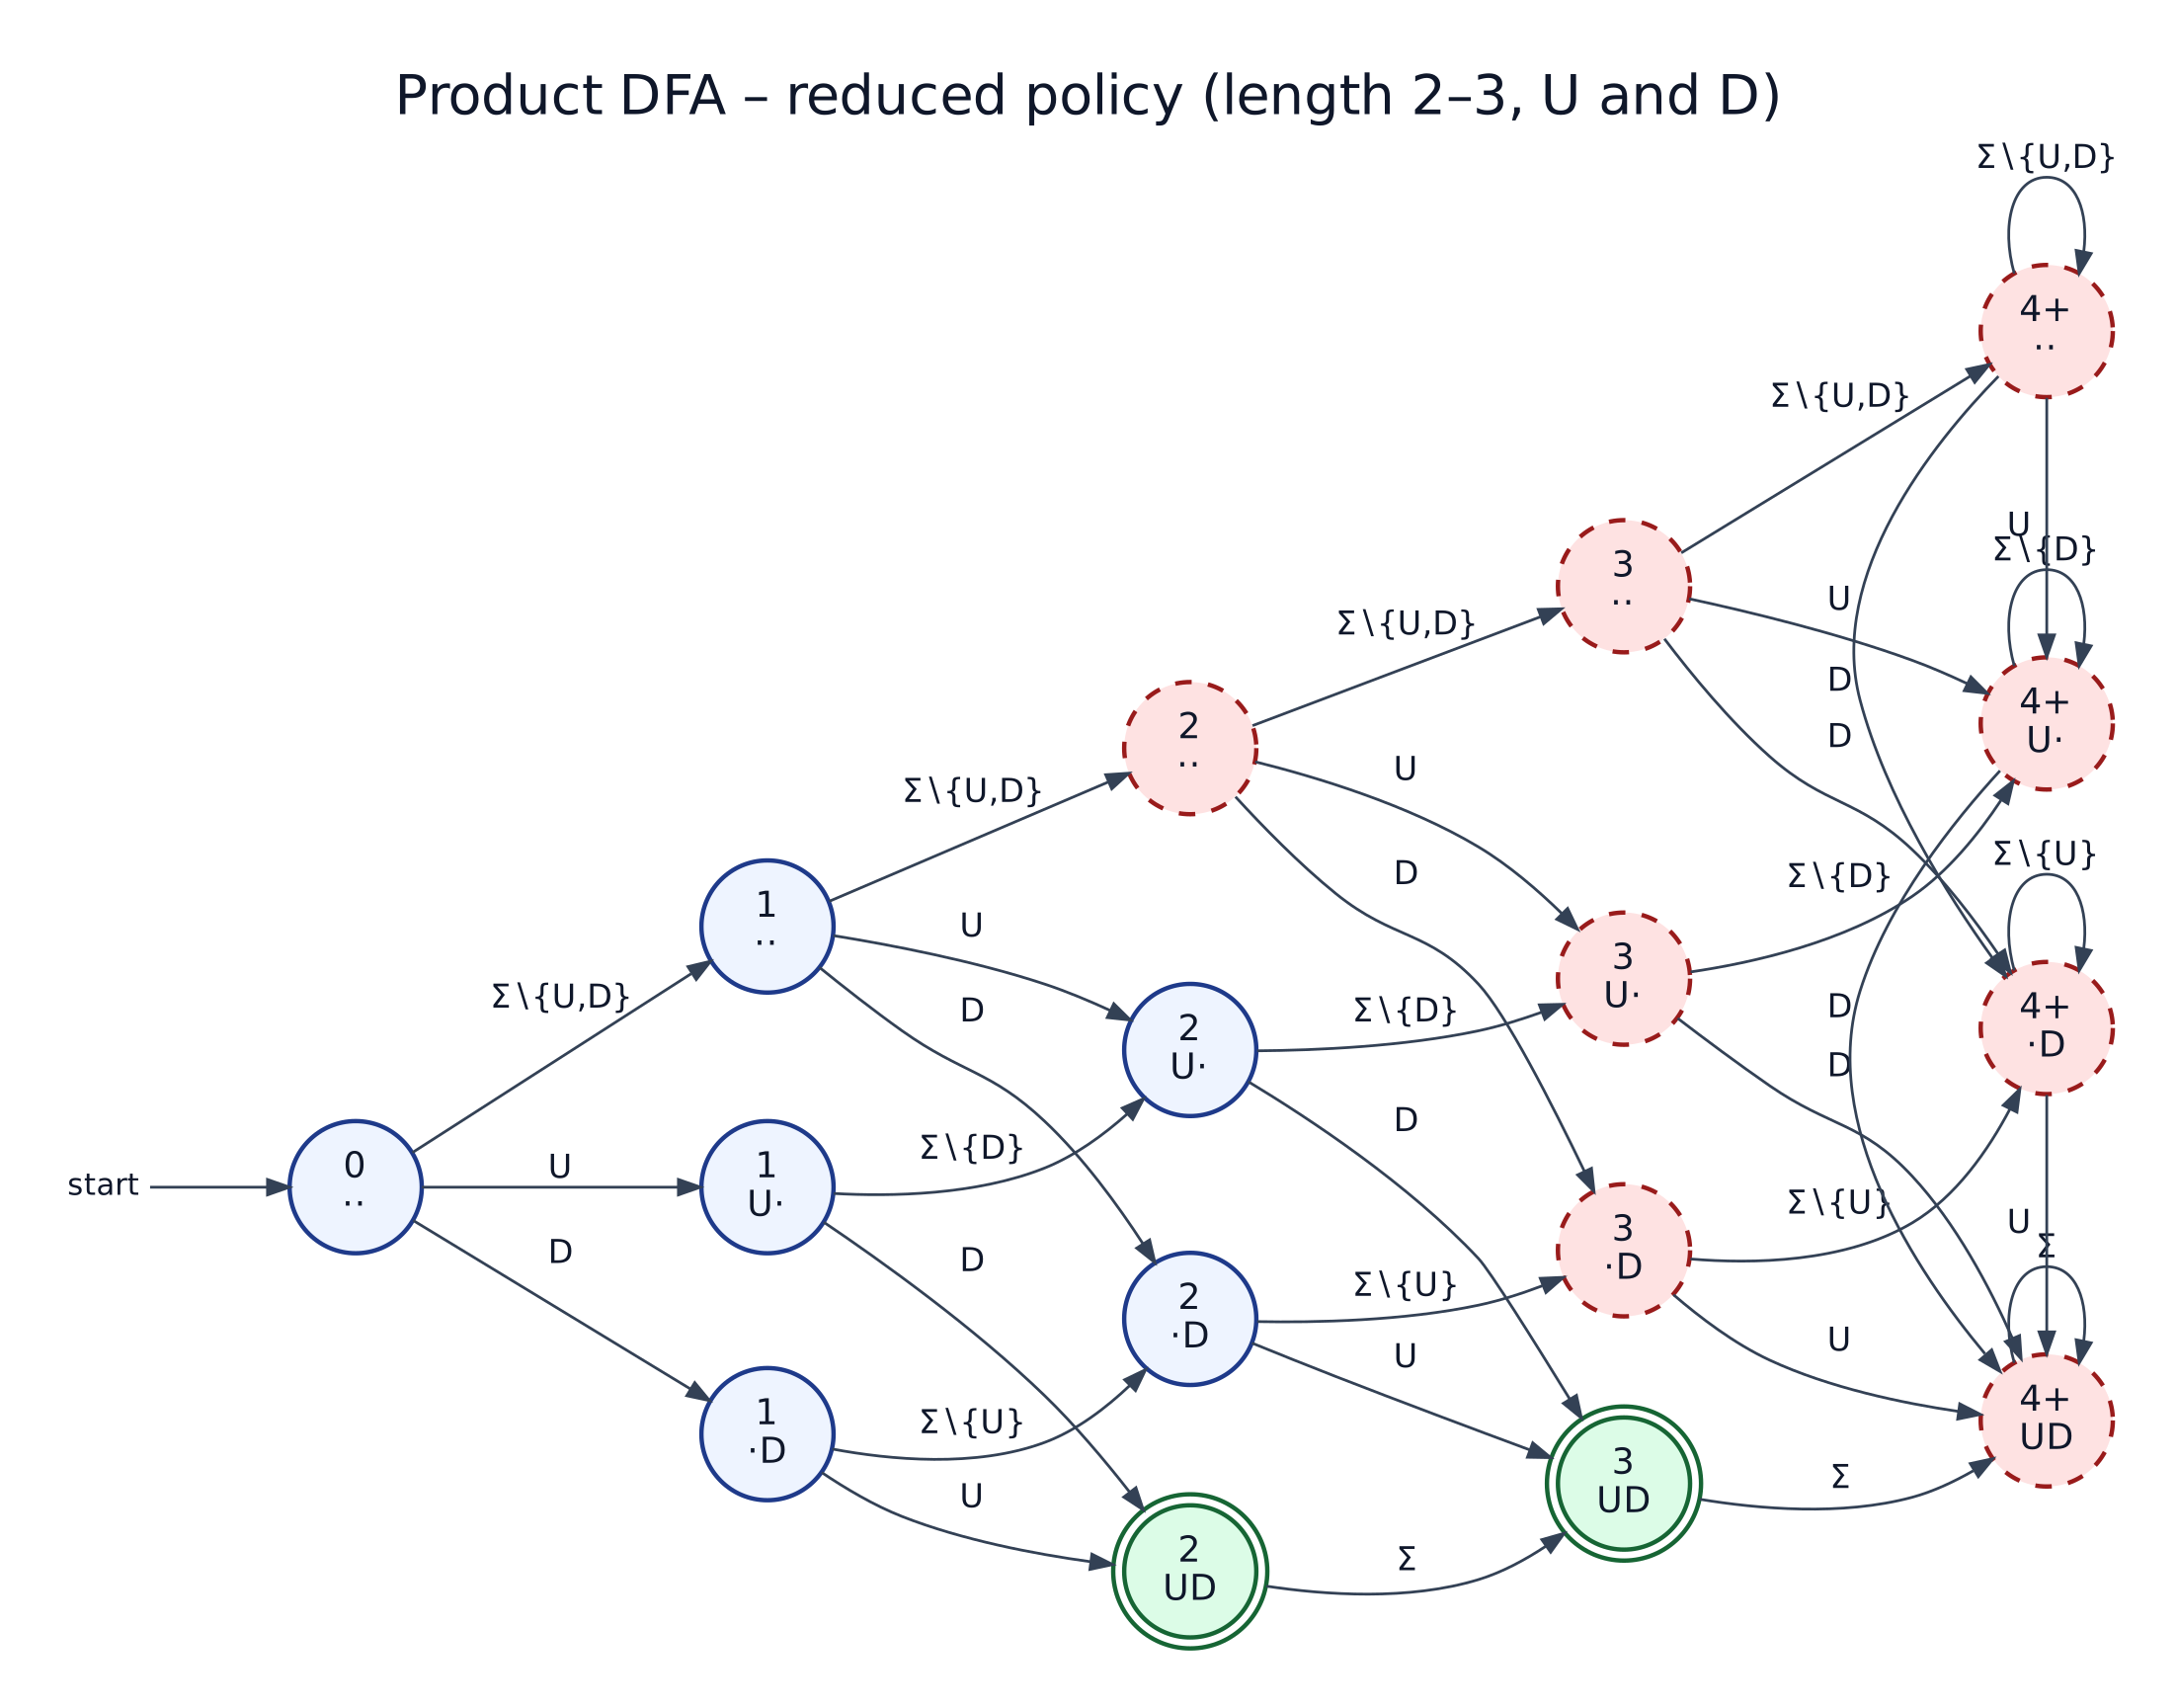 Product DFA – reduced policy (length 2–3, U and D)
Σ\{U,D}
4+
··
Σ\{U,D}
U
Σ\{D}
3
··
U
Σ\{U,D}
D
4+
U·
2
··
D
U
Σ\{U,D}
Σ\{U}
D
Σ\{D}
1
··
U
3
U·
Σ\{U,D}
D
Σ\{D}
D
4+
·D
2
U·
D
D
Σ\{D}
0
··
U
1
U·
start
Σ\{U}
U
3
·D
D
D
Σ
Σ\{U}
2
·D
U
U
4+
UD
1
·D
Σ\{U}
3
UD
Σ
U
2
UD
Σ